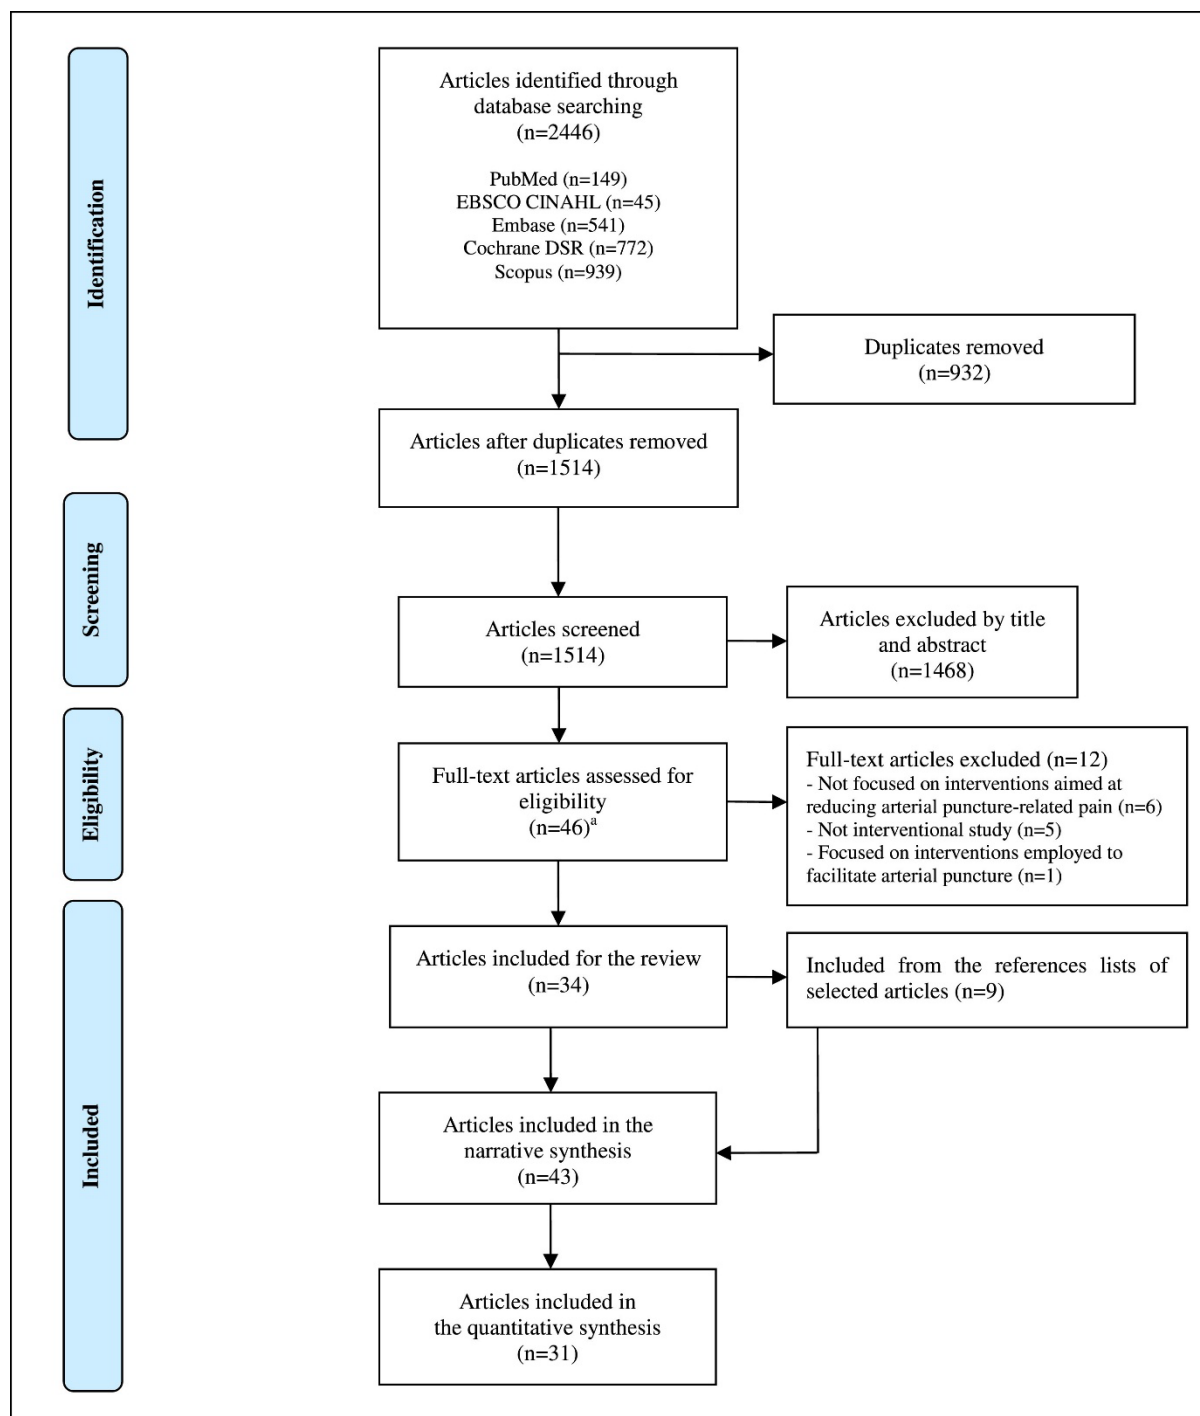 Identification
Articles identified through
database searching
(n=2446)
PubMed (n=149)
EBSCO CINAHL (n=45)
Embase (n=541)
Cochrane DSR (n=772)
Scopus (n=939)
Duplicates removed
(n=932)
Articles after duplicates removed
(n=1514)
Screening
Articles screened
(n=1514)
Articles excluded by title
and abstract
(n=1468)
Eligibility
Full-text articles assessed for
eligibility
(n=46)a
Full-text articles excluded (n=12)
- Not focused on interventions aimed at
reducing arterial puncture-related pain (n=6)
- Not interventional study (n=5)
- Focused on interventions employed to
facilitate arterial puncture (n=1)
Included
Articles included for the review
(n=34)
Included from the references lists of
selected articles (n=9)
Articles included in the
narrative synthesis
(n=43)
Articles included in
the quantitative synthesis
(n=31)